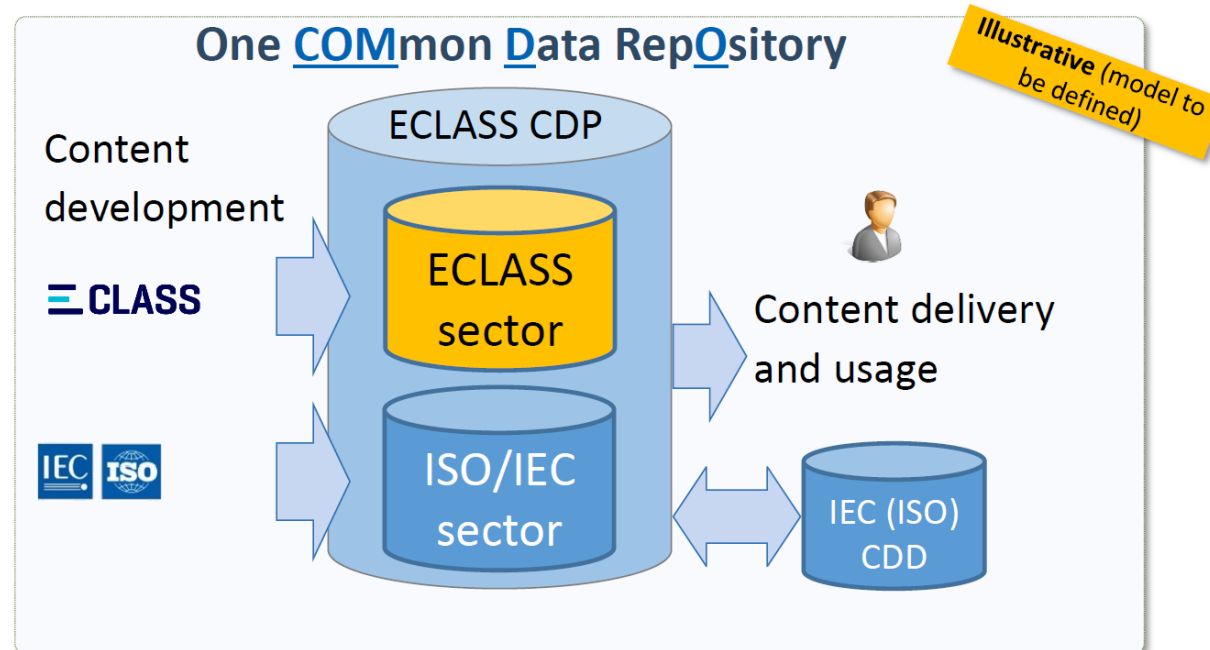 One COMmon Data RepOsitory
Illustrative (model to
be defined)
ECLASS CDP
Content
development
ECLASS
sector
CLASS
Content delivery
and usage
IEC ISO
ISO/IEC
sector
IEC (ISO)
CDD